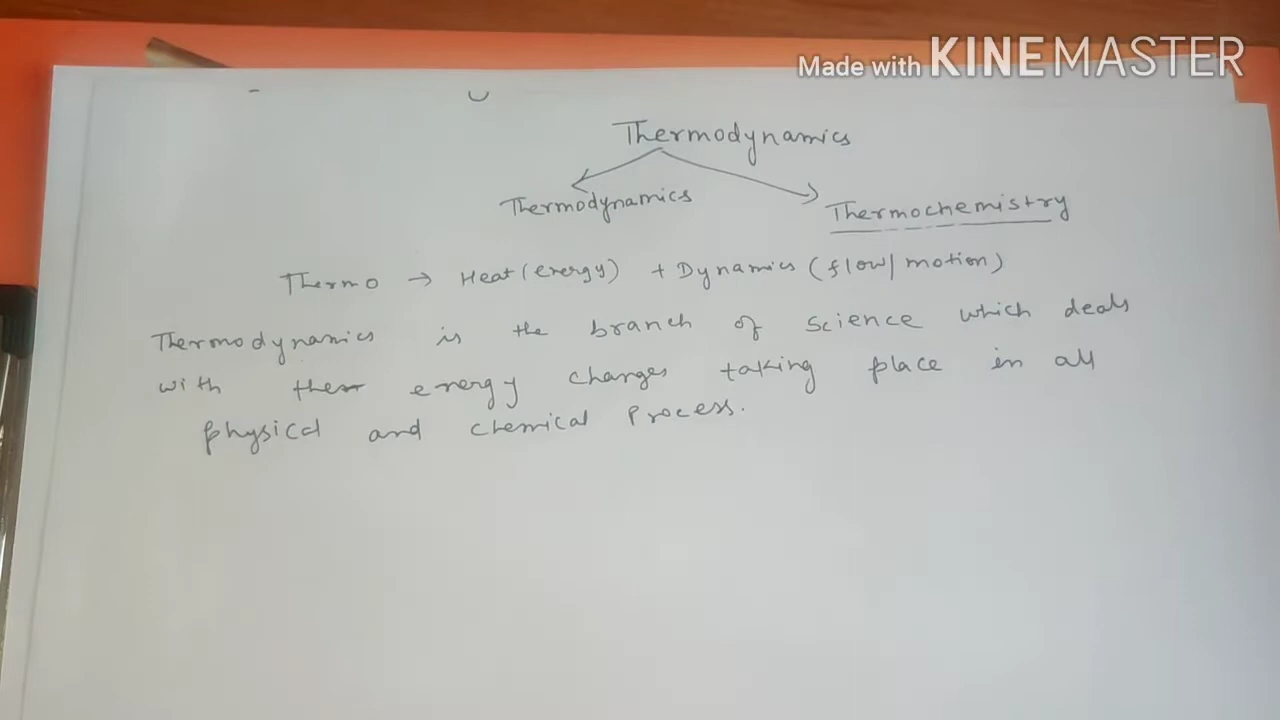 Made with KINEMASTER
Thermodynamics
Thermodynamics Thermochemistry
Thermo → Heat (energy) + Dynamics (flow/motion)
Thermodynamics is the branch of science which deals
with the energy changes taking place in all
physical and chemical process.